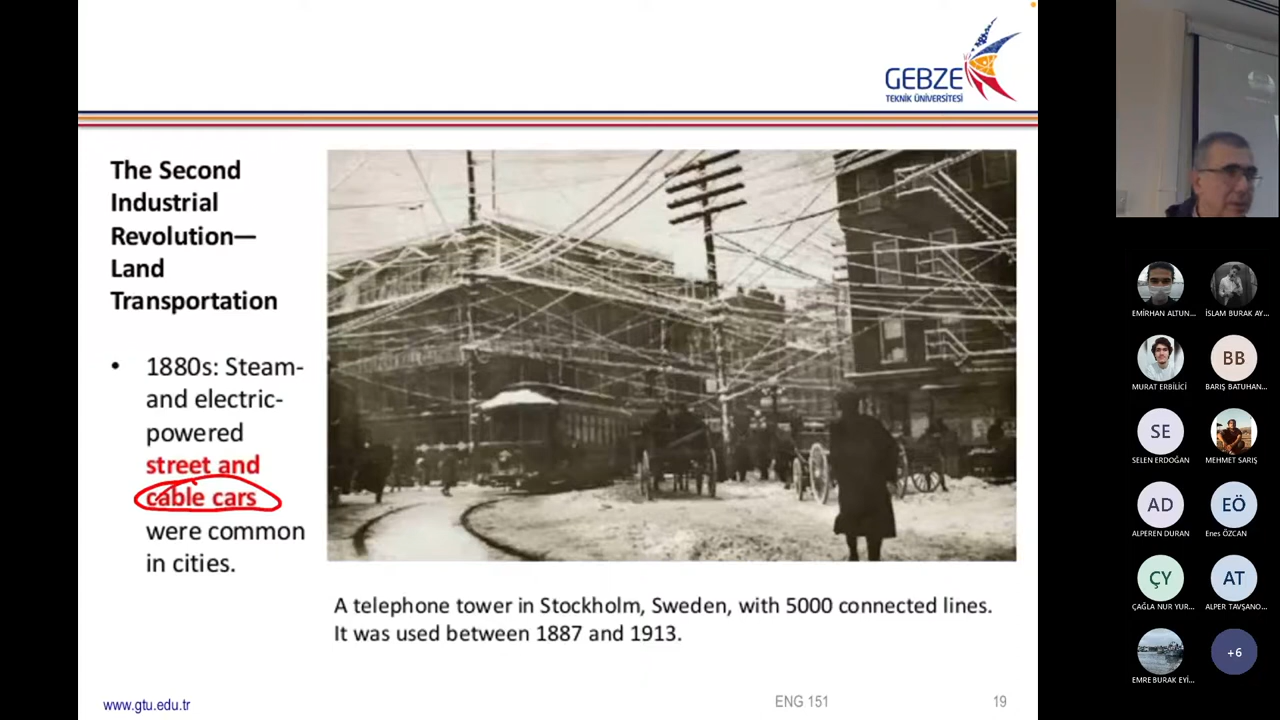 GEBZE
TEKNİK ÜNİVERSİTESİ
The Second
Industrial
Revolution—
Land
Transportation
• 1880s: Steam-
and electric-
powered
street and
cable cars
were common
in cities.
A telephone tower in Stockholm, Sweden, with 5000 connected lines.
It was used between 1887 and 1913.
www.gtu.edu.tr
ENG 151
19
EMİRHAN ALTUN...
İSLAM BURAK AY...
MURAT ERBİLİCİ
BB
BARIŞ BATUHAN...
SE
SELEN ERDOĞAN
MEHMET SARIŞ
AD
ALPEREN DURAN
EÖ
Enes ÖZCAN
ÇY
ÇAĞLA NUR YUR...
AT
ALPER TAVŞANO...
EMRE BURAK EYİ...
+6